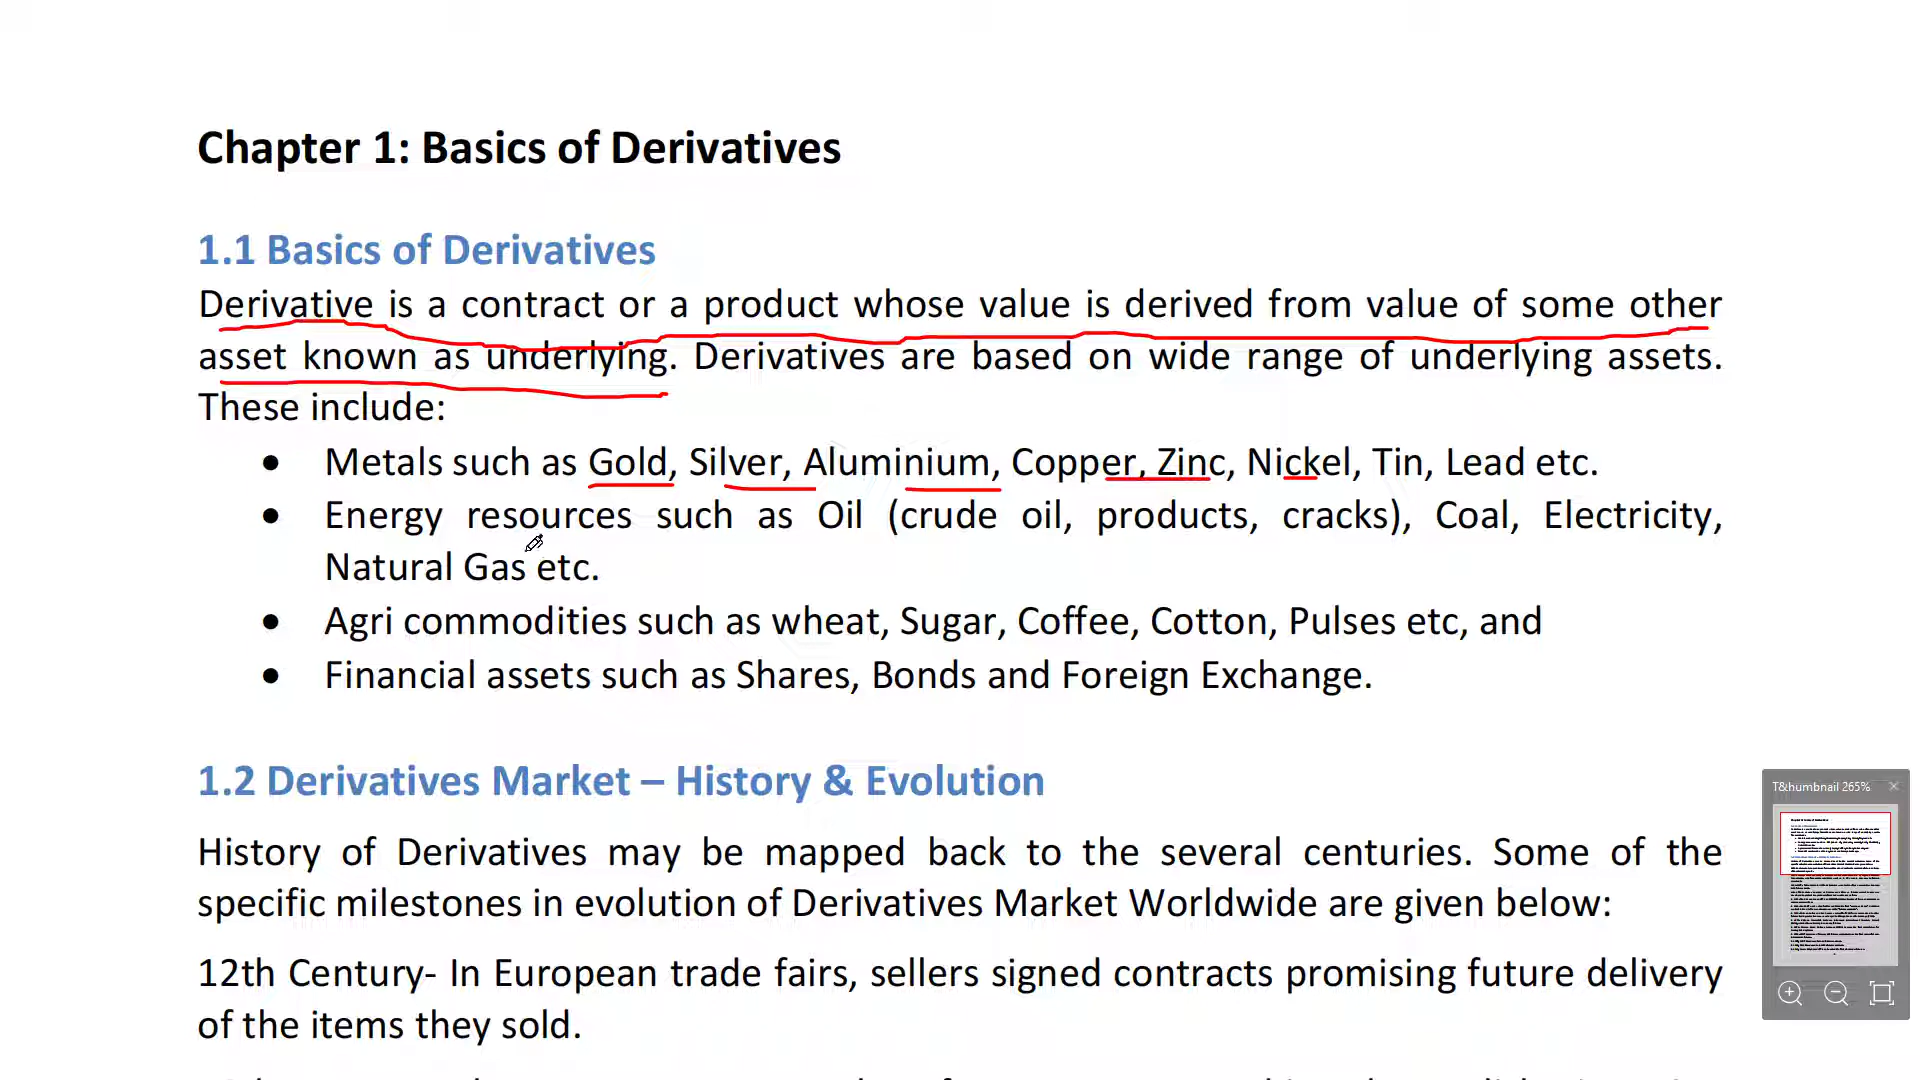 Chapter 1: Basics of Derivatives
1.1 Basics of Derivatives
Derivative is a contract or a product whose value is derived from value of some other
asset known as underlying. Derivatives are based on wide range of underlying assets.
These include:
● Metals such as Gold, Silver, Aluminium, Copper, Zinc, Nickel, Tin, Lead etc.
● Energy resources such as Oil (crude oil, products, cracks), Coal, Electricity,
Natural Gas etc.
● Agri commodities such as wheat, Sugar, Coffee, Cotton, Pulses etc, and
● Financial assets such as Shares, Bonds and Foreign Exchange.
1.2 Derivatives Market – History & Evolution
History of Derivatives may be mapped back to the several centuries. Some of the
specific milestones in evolution of Derivatives Market Worldwide are given below:
12th Century- In European trade fairs, sellers signed contracts promising future delivery
of the items they sold.
T&thumbnail 265%